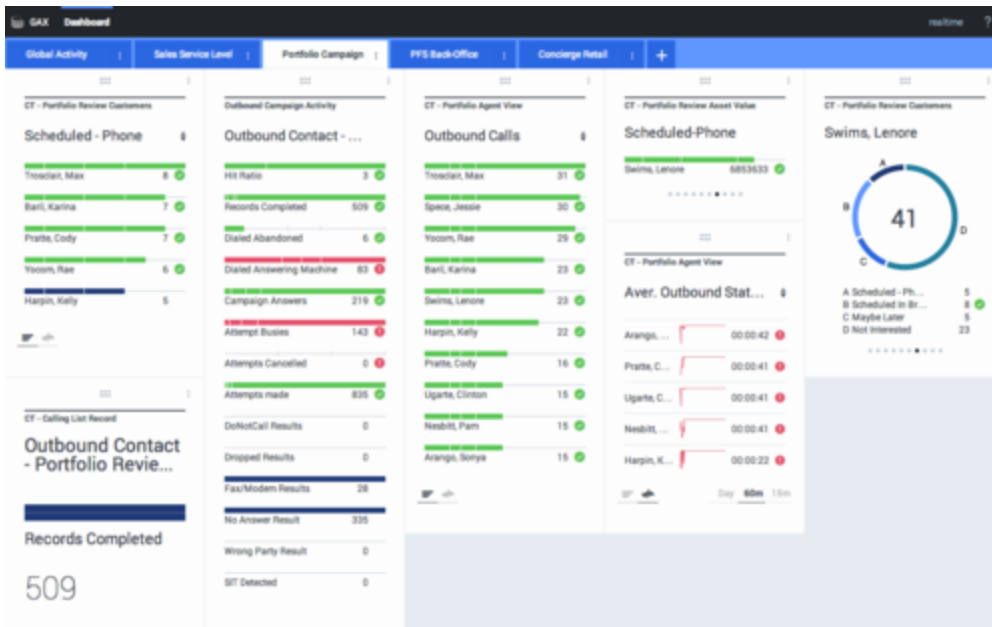 GAX Dashboard realtime ?
Global Activity
Sales Service Level
Portfolio Campaign
PFS Back-Office
Concierge Retail
+
CT - Portfolio Review Customers
Scheduled - Phone
Trosclair, Max 8
Baril, Karina 7
Pratte, Cody 7
Yocom, Rae 6
Harpin, Kelly 5
CT - Calling List Record
Outbound Contact
- Portfolio Revie...
Records Completed
509
Outbound Campaign Activity
Outbound Contact - ...
Hit Ratio 3
Records Completed 509
Dialed Abandoned 6
Dialed Answering Machine 83
Campaign Answers 219
Attempt Busies 143
Attempts Cancelled 0
Attempts made 835
DoNotCall Results 0
Dropped Results 0
Fax/Modem Results 28
No Answer Result 335
Wrong Party Result 0
SIT Detected 0
CT - Portfolio Agent View
Outbound Calls
Trosclair, Max 31
Spece, Jessie 30
Yocom, Rae 29
Baril, Karina 23
Swims, Lenore 23
Harpin, Kelly 22
Pratte, Cody 16
Ugarte, Clinton 15
Nesbitt, Pam 15
Arango, Sonya 15
CT - Portfolio Review Asset Value
Scheduled-Phone
Swims, Lenore 6853633
CT - Portfolio Agent View
Aver. Outbound Stat...
Arango, ... 00:00:42
Pratte, C... 00:00:41
Ugarte, C... 00:00:41
Nesbitt, ... 00:00:41
Harpin, K... 00:00:22
Day 60m 15m
CT - Portfolio Review Customers
Swims, Lenore
A
B
41
D
C
A Scheduled - Ph... 5
B Scheduled In Br... 8
C Maybe Later 5
D Not Interested 23